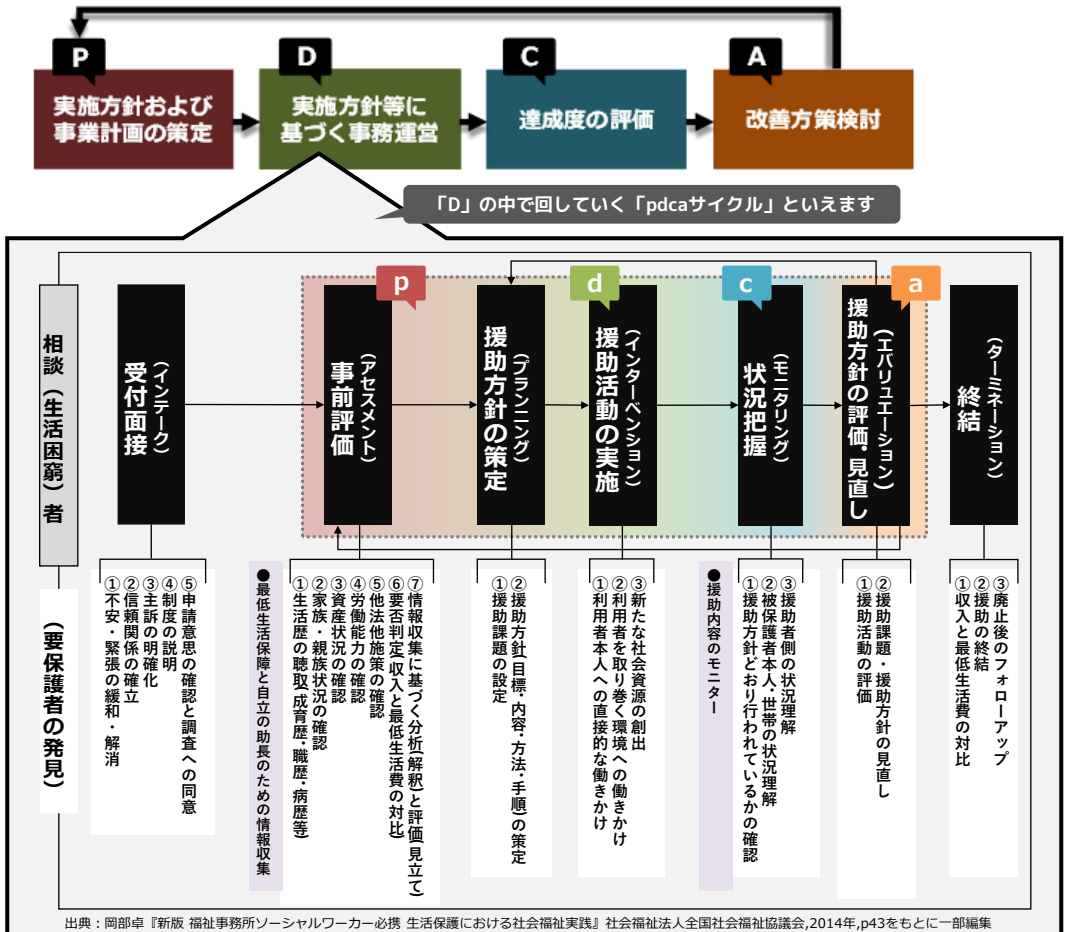 P
実施方針および
事業計画の策定
D
実施方針等に
基づく事務運営
C
達成度の評価
A
改善方策検討
「D」の中で回していく「pdcaサイクル」といえます
相談（生活困窮）者
（要保護者の発見）
p
d
c
a
（インテーク）
受付面接
（アセスメント）
事前評価
（プランニング）
援助方針の策定
（インターベンション）
援助活動の実施
（モニタリング）
状況把握
（エバリュエーション）
援助方針の評価・見直し
（ターミネーション）
終結
①不安・緊張の緩和・解消
②信頼関係の確立
③主訴の明確化
④制度の説明
⑤申請意思の確認と調査への同意
●最低生活保障と自立の助長のための情報収集
①生活歴の聴取(成育歴・職歴・病歴等)
②家族・親族状況の確認
③資産状況の確認
④労働能力の確認
⑤他法他施策の確認
⑥要否判定(収入と最低生活費の対比)
⑦情報収集に基づく分析(解釈)と評価(見立て)
①援助課題の設定
②援助方針(目標・内容・方法・手順)の策定
①利用者本人への直接的な働きかけ
②利用者を取り巻く環境への働きかけ
③新たな社会資源の創出
●援助内容のモニター
①援助方針どおり行われているかの確認
②被保護者本人・世帯の状況理解
③援助者側の状況理解
①援助活動の評価
②援助課題・援助方針の見直し
①収入と最低生活費の対比
②援助の終結
③廃止後のフォローアップ
出典：岡部卓『新版 福祉事務所ソーシャルワーカー必携 生活保護における社会福祉実践』社会福祉法人全国社会福祉協議会,2014年,p43をもとに一部編集